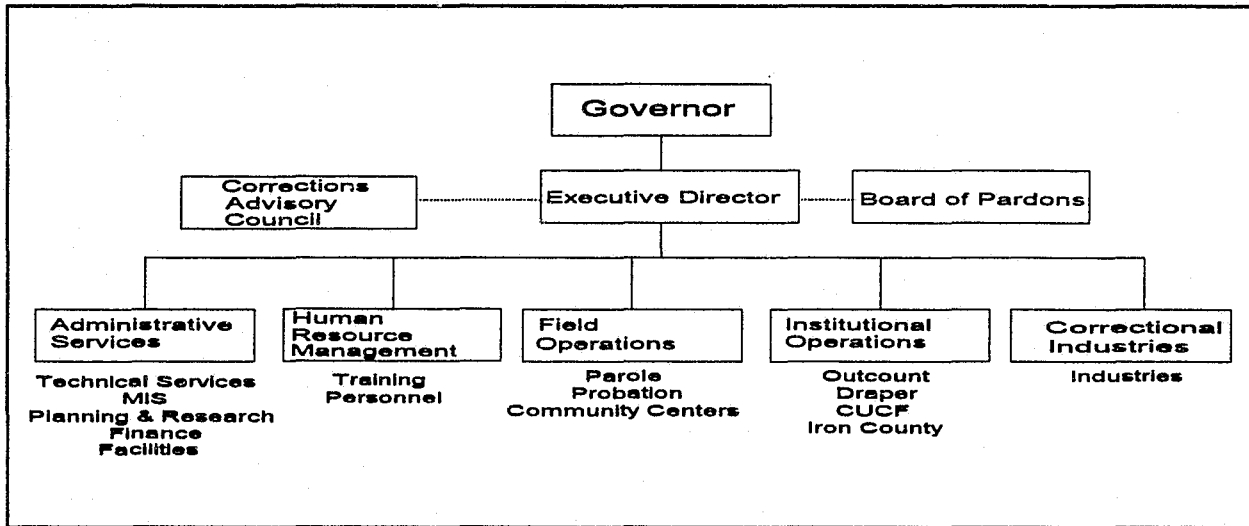 Governor
Corrections
Advisory
Council
Executive Director
Board of Pardons
Administrative
Services
Technical Services
MIS
Planning & Research
Finance
Facilities
Human
Resource
Management
Training
Personnel
Field
Operations
Parole
Probation
Community Centers
Institutional
Operations
Outcount
Draper
CUCF
Iron County
Correctional
Industries
Industries